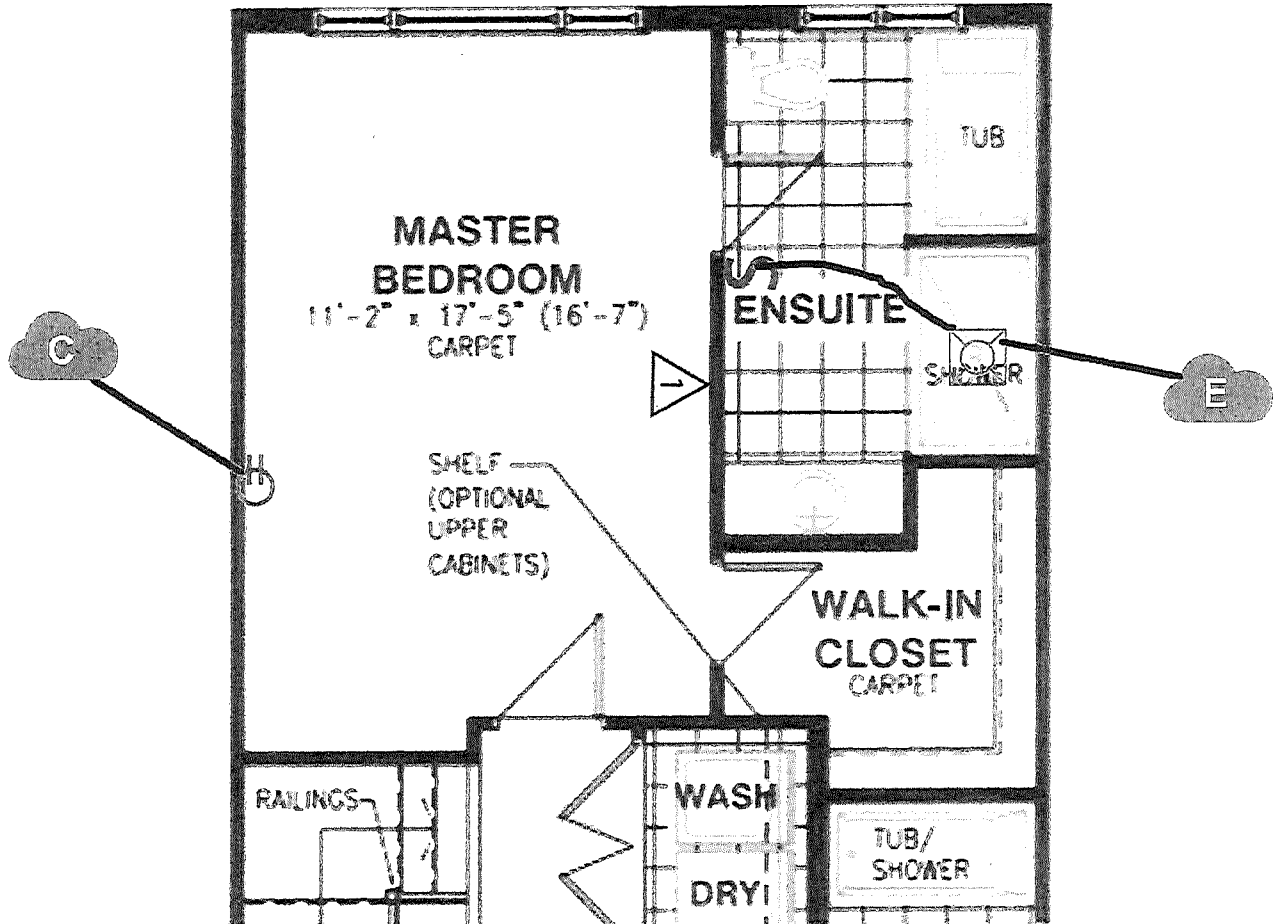 TUB
MASTER
BEDROOM
11'-2" x 17'-5" (16'-7")
CARPET
ENSUITE
C
SHOWER
E
1
H
S
SHELF
(OPTIONAL
UPPER
CABINETS)
WALK-IN
CLOSET
CARPET
RAILINGS
WASH
TUB/
SHOWER
DRY